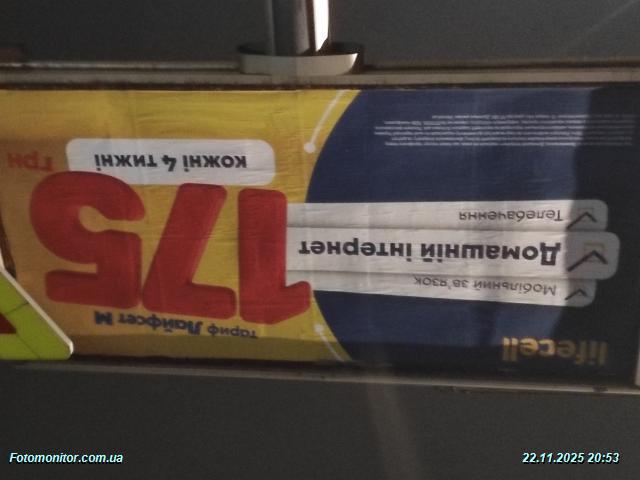 lifecell
Мобільний зв'язок
Домашній інтернет
Телебачення
тариф Лайфсет М
175
ГРН
кожні 4 тижні
Fotomonitor.com.ua
22.11.2025 20:53